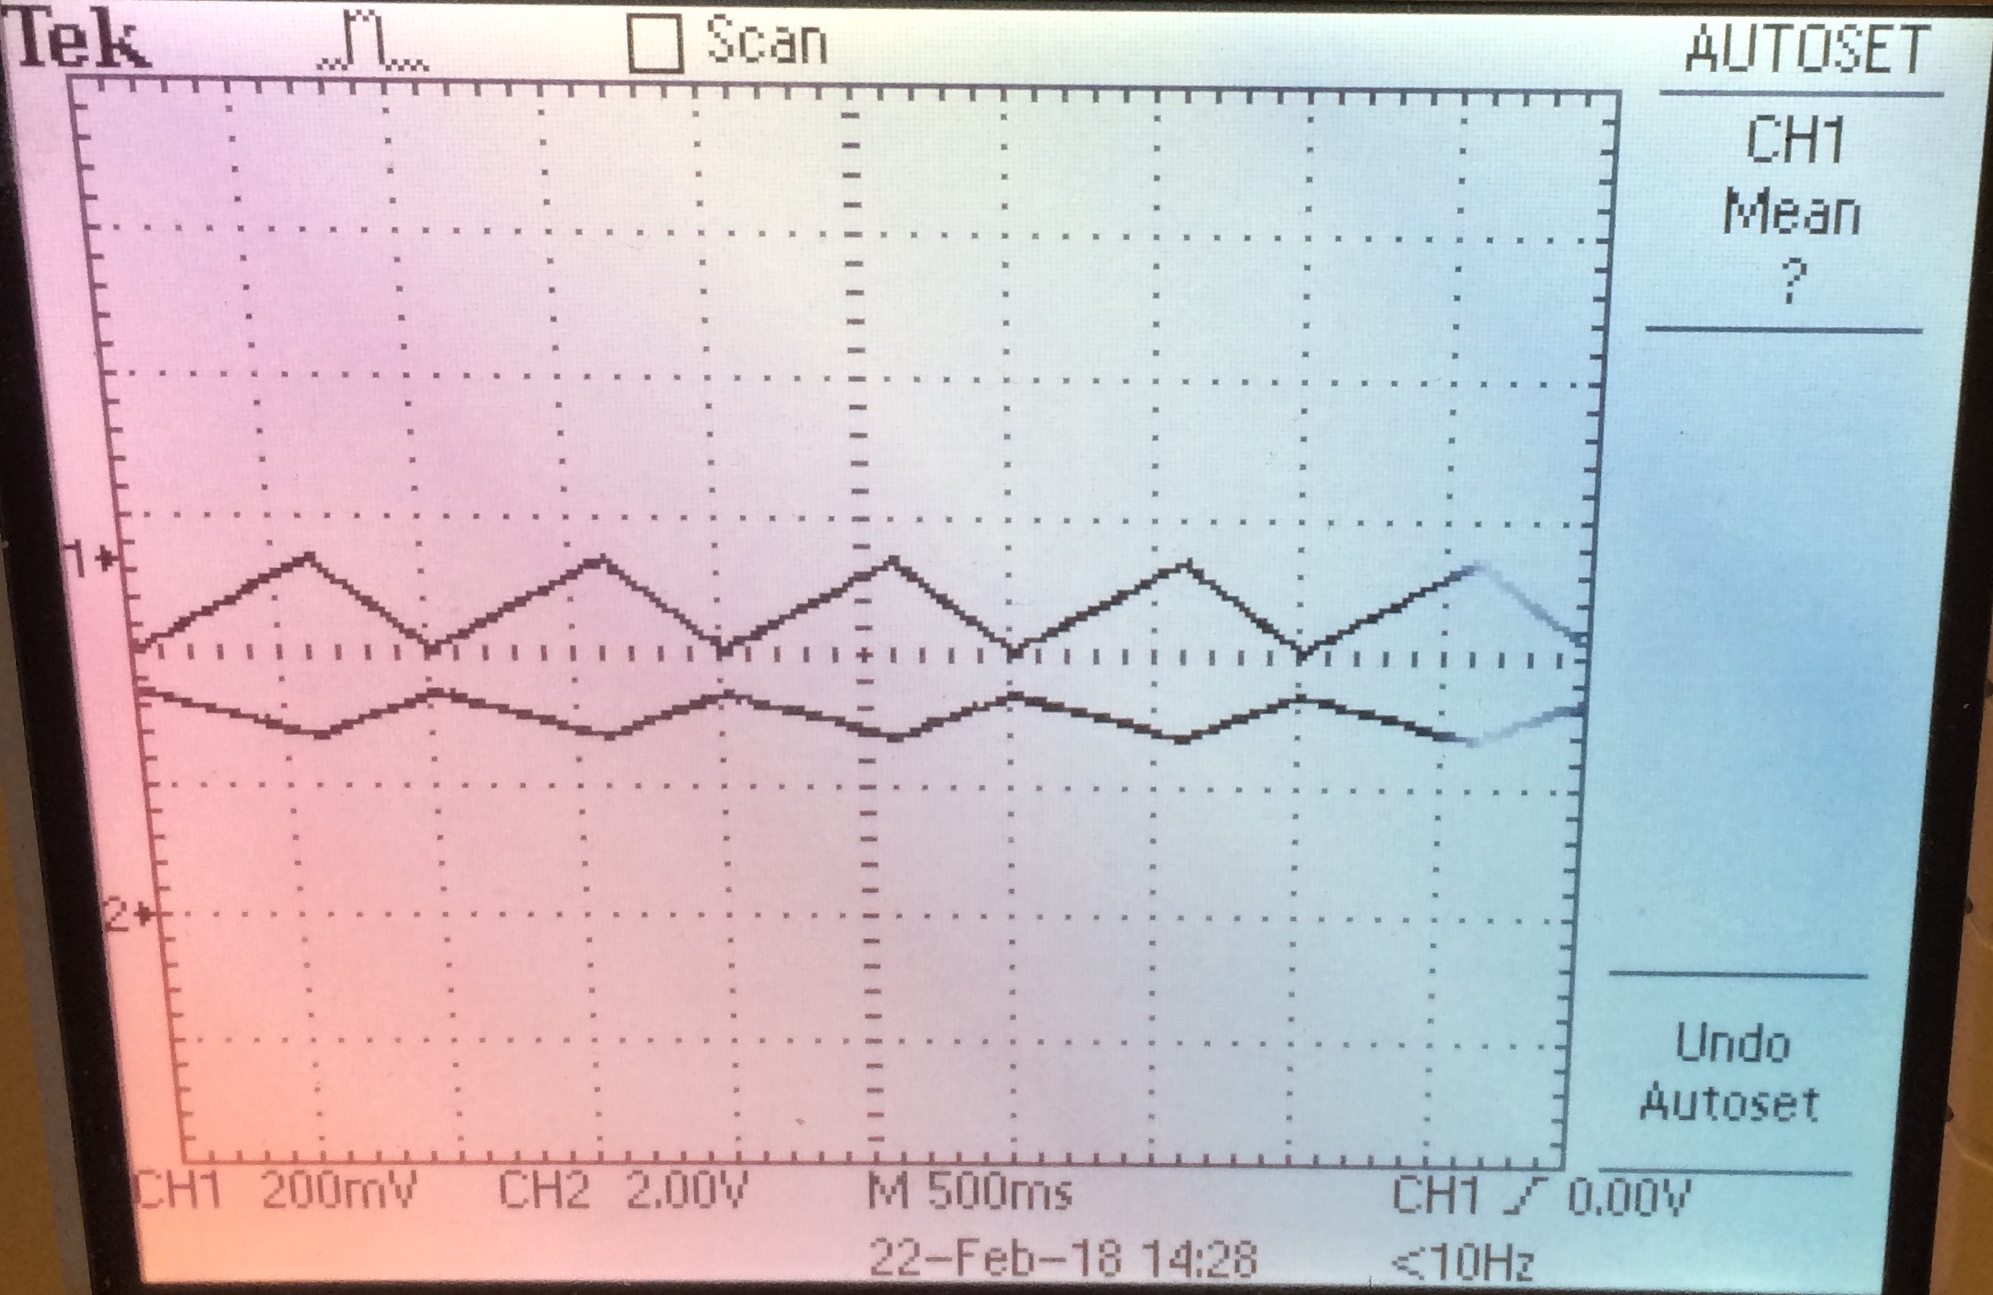 Tek Scan AUTOSET
CH1
Mean
?
1
2
Undo
Autoset
CH1 200mV CH2 2.00V M 500ms CH1 0.00V
22-Feb-18 14:28 <10Hz